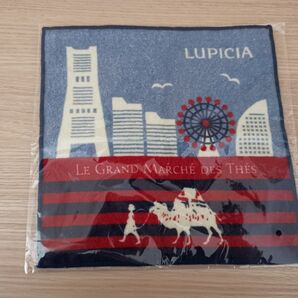 LUPICIA
LE GRAND MARCHÉ DES THÉS